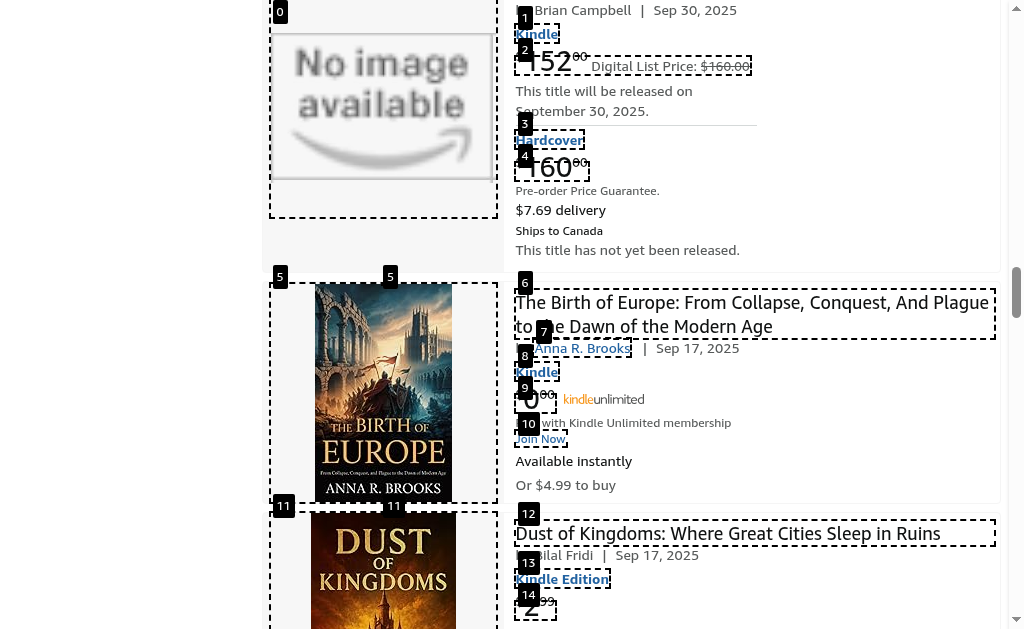 No image
available
Brian Campbell | Sep 30, 2025
Kindle
152 00 Digital List Price: $160.00
This title will be released on
September 30, 2025.
Hardcover
160 00
Pre-order Price Guarantee.
$7.69 delivery
Ships to Canada
This title has not yet been released.
THE BIRTH OF
EUROPE
From Collapse, Conquest, and Plague to the Dawn of Modern Age
ANNA R. BROOKS
The Birth of Europe: From Collapse, Conquest, And Plague
to the Dawn of the Modern Age
Anna R. Brooks | Sep 17, 2025
Kindle
0 00 kindleunlimited
with Kindle Unlimited membership
Join Now
Available instantly
Or $4.99 to buy
DUST
OF
KINGDOMS
Dust of Kingdoms: Where Great Cities Sleep in Ruins
Bilal Fridi | Sep 17, 2025
Kindle Edition
2 99
0
1
2
3
4
5
5
6
7
8
9
10
11
11
12
13
14